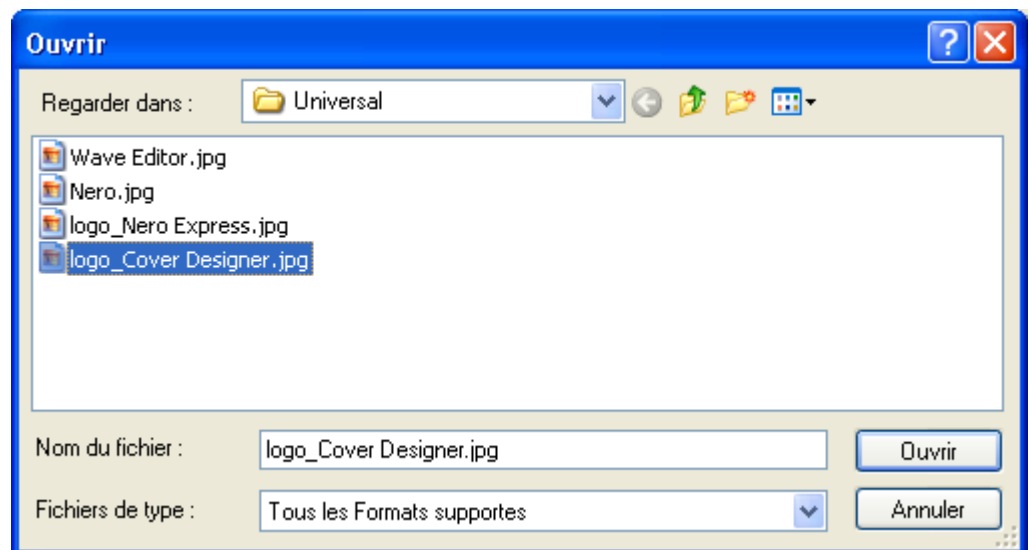 Ouvrir
Regarder dans :
Universal
Wave Editor.jpg
Nero.jpg
logo_Nero Express.jpg
logo_Cover Designer.jpg
Nom du fichier :
logo_Cover Designer.jpg
Ouvrir
Fichiers de type :
Tous les Formats supportes
Annuler